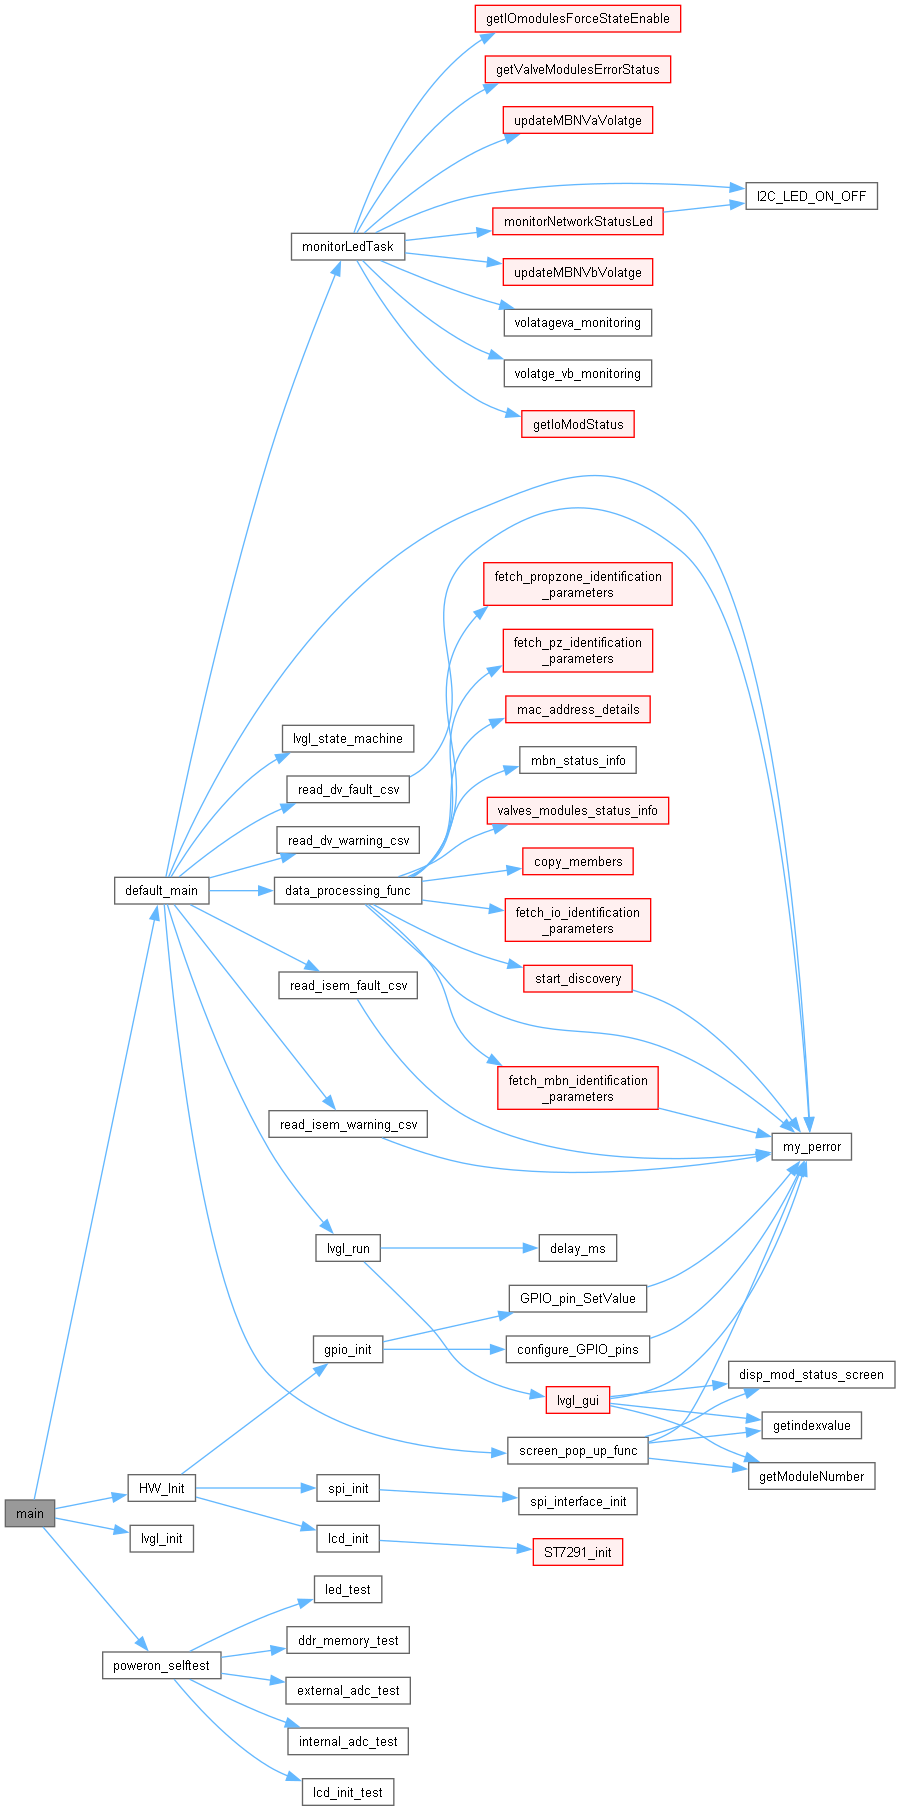 getIOmodulesForceStateEnable
getValveModulesErrorStatus
updateMBNVaVolatge
I2C_LED_ON_OFF
monitorNetworkStatusLed
monitorLedTask
updateMBNVbVolatge
volatageva_monitoring
volatge_vb_monitoring
getIoModStatus
fetch_propzone_identification
_parameters
fetch_pz_identification
_parameters
mac_address_details
lvgl_state_machine
mbn_status_info
read_dv_fault_csv
valves_modules_status_info
read_dv_warning_csv
copy_members
default_main
data_processing_func
fetch_io_identification
_parameters
start_discovery
read_isem_fault_csv
fetch_mbn_identification
_parameters
read_isem_warning_csv
my_perror
lvgl_run
delay_ms
GPIO_pin_SetValue
gpio_init
configure_GPIO_pins
disp_mod_status_screen
lvgl_gui
getindexvalue
screen_pop_up_func
getModuleNumber
HW_Init
spi_init
spi_interface_init
main
lvgl_init
lcd_init
ST7291_init
led_test
ddr_memory_test
poweron_selftest
external_adc_test
internal_adc_test
lcd_init_test